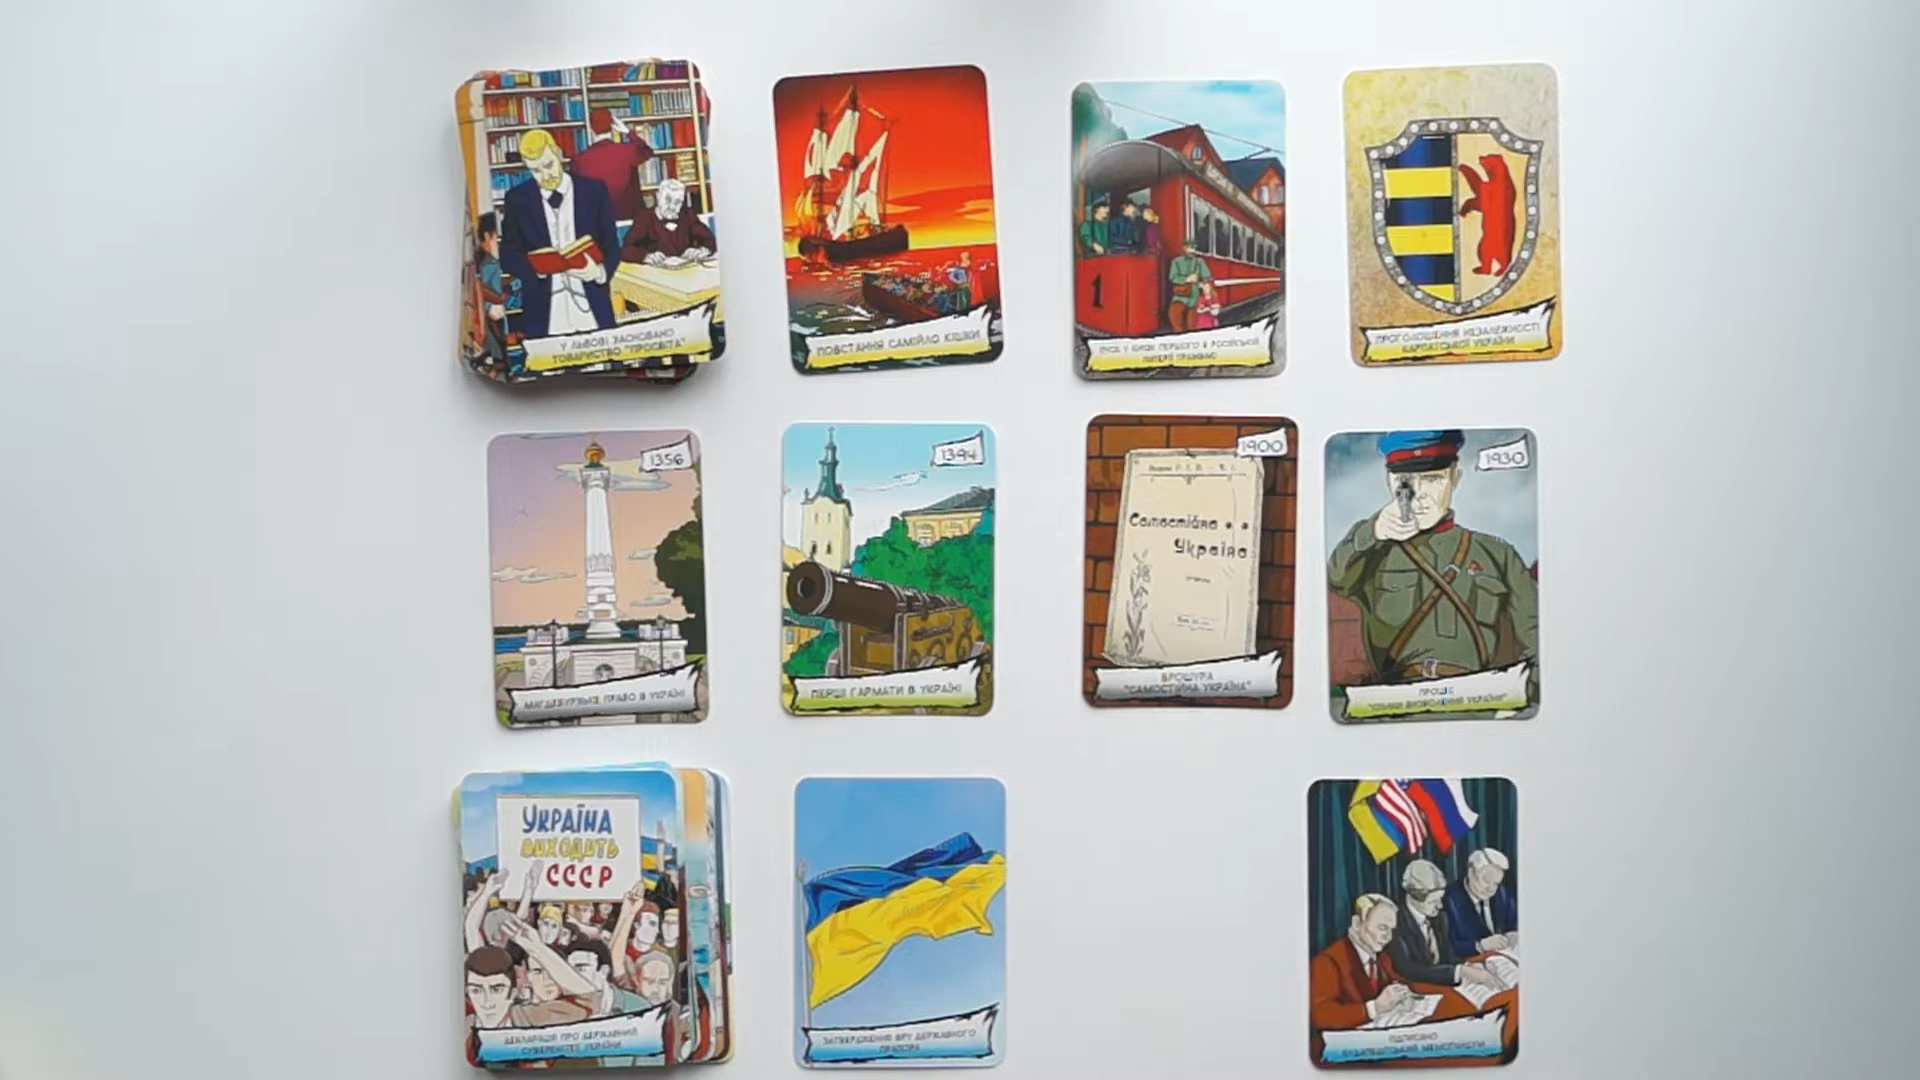 У ЛЬВОВІ ЗАСНОВАНО
ТОВАРИСТВО "ПРОСВІТА"
ПОВСТАННЯ САМІЙЛО КІШКИ
1
ПУСК У КИЄВІ ПЕРШОГО В РОСІЙСЬКІЙ
ІМПЕРІЇ ТРАМВАЮ
ПРОГОЛОШЕННЯ НЕЗАЛЕЖНОСТІ
КАРПАТСЬКОЇ УКРАЇНИ
1356
МАГДЕБУРЗЬКЕ ПРАВО В УКРАЇНІ
1394
ПЕРШІ ГАРМАТИ В УКРАЇНІ
1900
Самостійна
Україна
БРОШУРА
"САМОСТІЙНА УКРАЇНА"
1930
ПРОЦЕС
"СПІЛКИ ВИЗВОЛЕННЯ УКРАЇНИ"
УКРАЇНА
ВИХОДИТЬ
СССР
ДЕКЛАРАЦІЯ ПРО ДЕРЖАВНИЙ
СУВЕРЕНІТЕТ УКРАЇНИ
ЗАТВЕРДЖЕННЯ ВРУ ДЕРЖАВНОГО
ПРАПОРА
ПІДПИСАНО
БУДАПЕШТСЬКИЙ МЕМОРАНДУМ